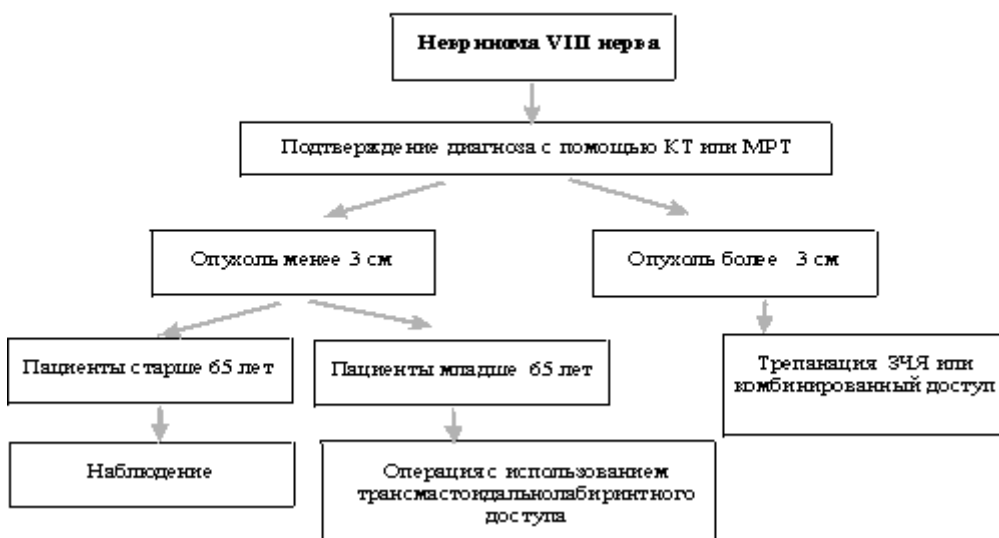 Невринома VIII нерва
Подтверждение диагноза с помощью КТ или МРТ
Опухоль менее 3 см
Опухоль более 3 см
Пациенты старше 65 лет
Пациенты младше 65 лет
Трепанация ЗЧЯ или
комбинированный доступ
Наблюдение
Операция с использованием
трансмастоидальнолабиринтного
доступа